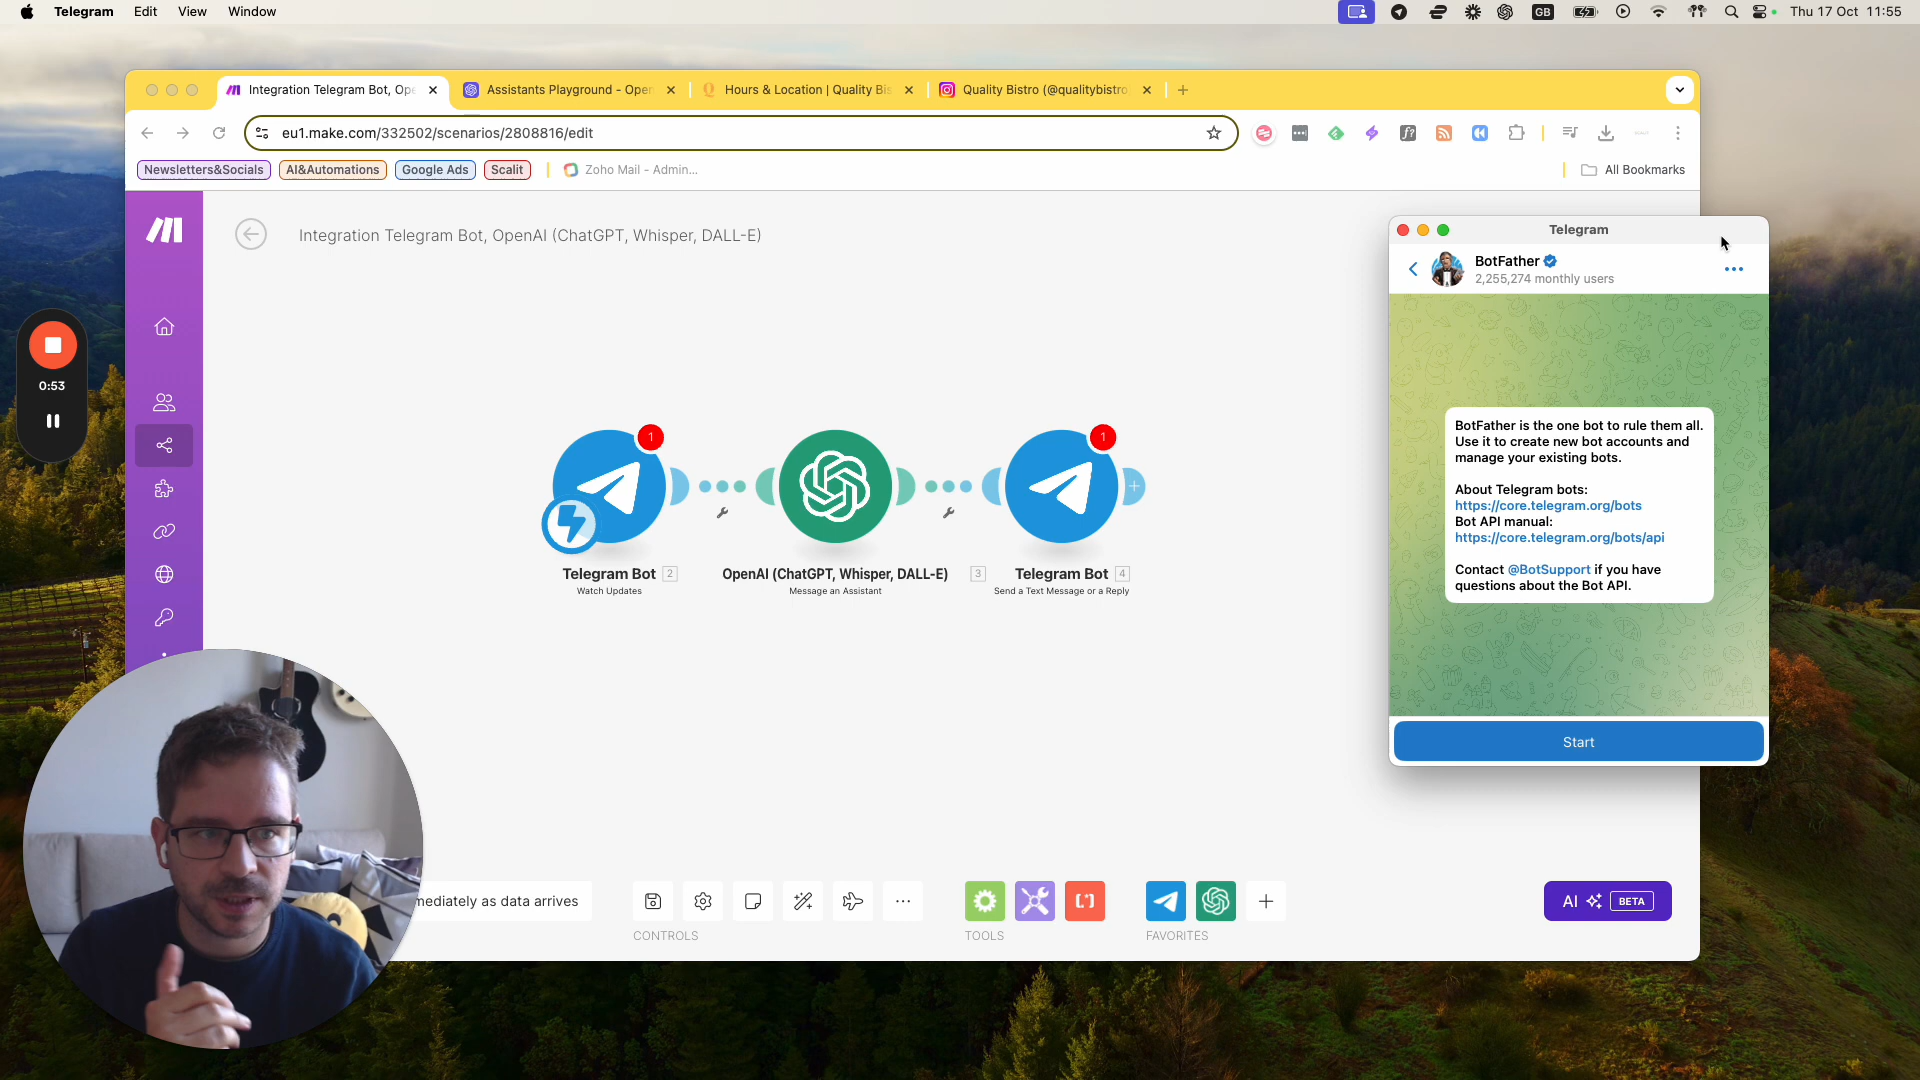 Telegram Edit View Window
GB
Thu 17 Oct 11:55
Integration Telegram Bot, Ope
Assistants Playground - Open
Hours & Location | Quality Bis
Quality Bistro (@qualitybistro
eu1.make.com/332502/scenarios/2808816/edit
Newsletters&Socials
AI&Automations
Google Ads
Scalit
Zoho Mail - Admin...
All Bookmarks
Integration Telegram Bot, OpenAI (ChatGPT, Whisper, DALL-E)
0:53
1
1
Telegram Bot 2
Watch Updates
OpenAI (ChatGPT, Whisper, DALL-E) 3
Message an Assistant
Telegram Bot 4
Send a Text Message or a Reply
Telegram
BotFather
2,255,274 monthly users
BotFather is the one bot to rule them all.
Use it to create new bot accounts and
manage your existing bots.
About Telegram bots:
https://core.telegram.org/bots
Bot API manual:
https://core.telegram.org/bots/api
Contact @BotSupport if you have
questions about the Bot API.
Start
mediately as data arrives
CONTROLS
TOOLS
FAVORITES
AI BETA